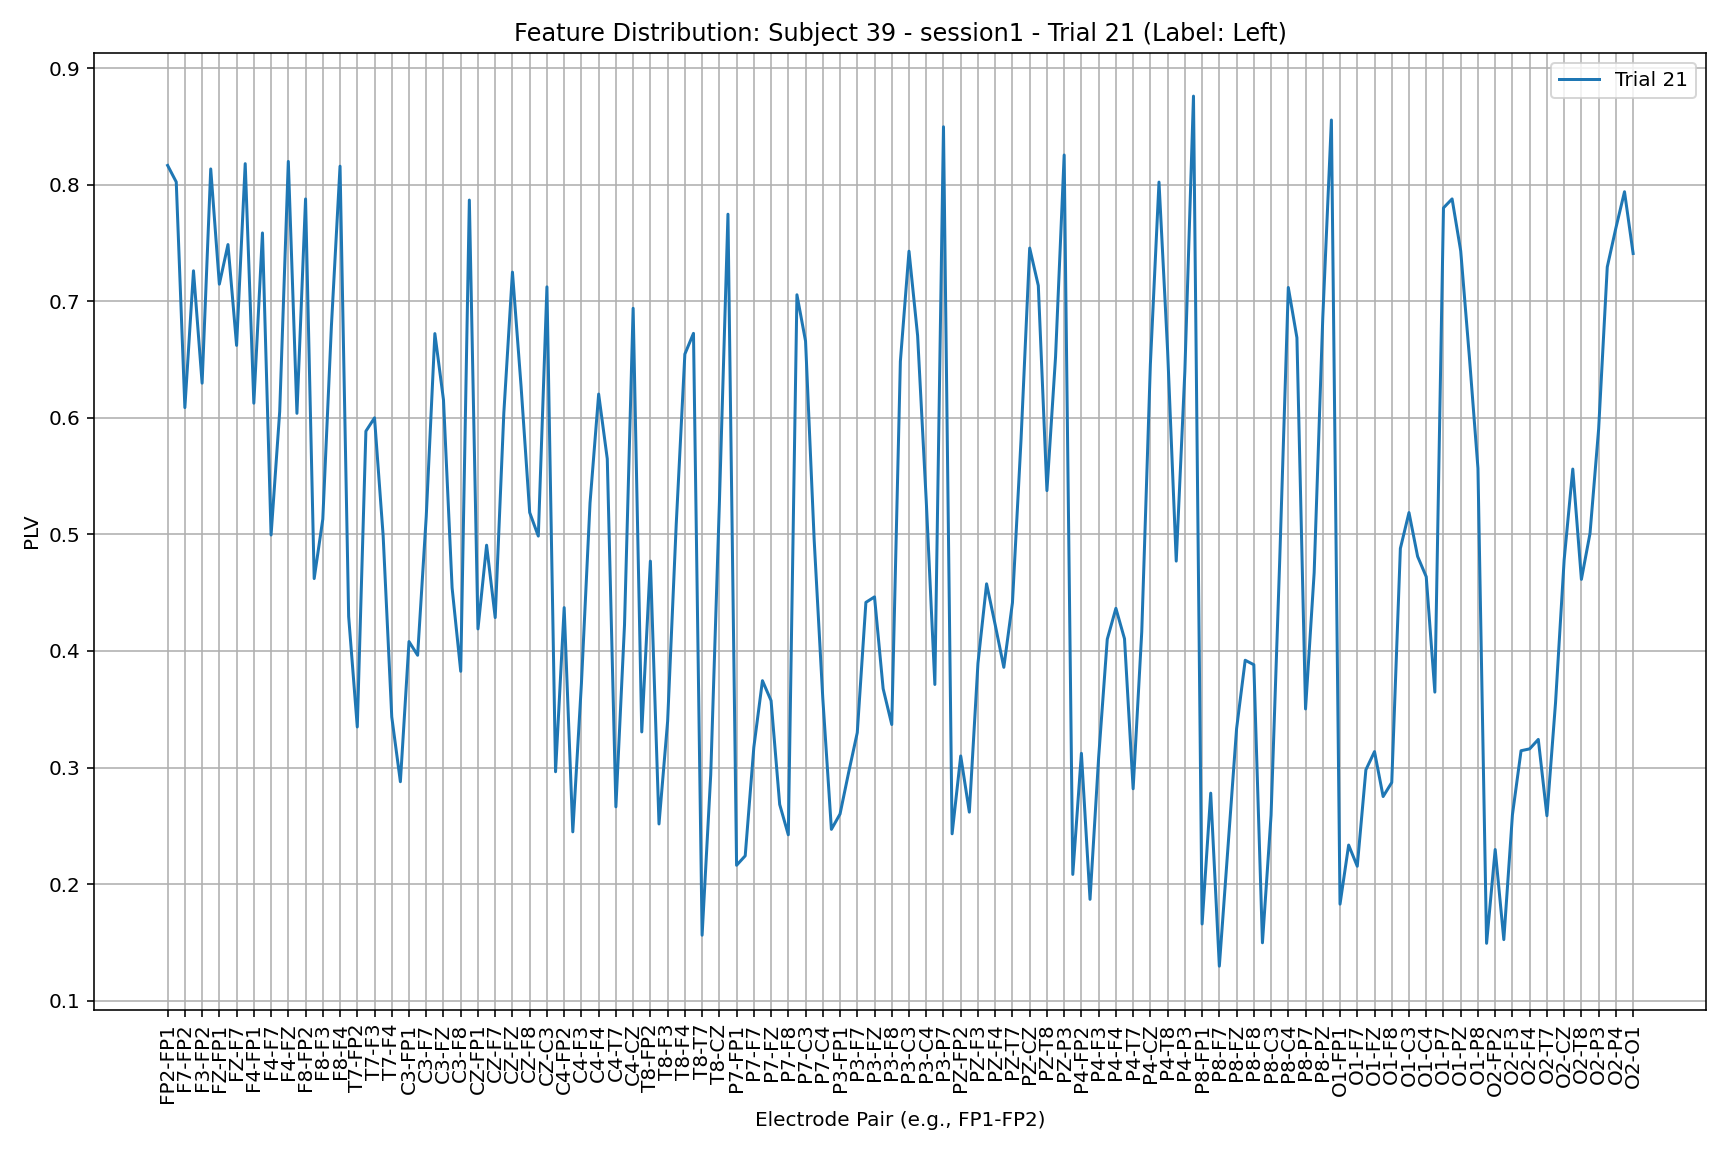 Feature Distribution: Subject 39 - session1 - Trial 21 (Label: Left)
Trial 21
0.9
0.8
0.7
0.6
0.5
0.4
0.3
0.2
0.1
PLV
FP2-FP1
F7-FP2
F3-FP2
FZ-FP1
FZ-F7
F4-FP1
F4-F7
F4-FZ
F8-FP2
F8-F3
F8-F4
T7-FP2
T7-F3
T7-F4
C3-FP1
C3-F7
C3-FZ
C3-F8
CZ-FP1
CZ-F7
CZ-FZ
CZ-F8
CZ-C3
C4-FP2
C4-F3
C4-F4
C4-T7
C4-CZ
T8-FP2
T8-F3
T8-F4
T8-T7
T8-CZ
P7-FP1
P7-F7
P7-FZ
P7-F8
P7-C3
P7-C4
P3-FP1
P3-F7
P3-FZ
P3-F8
P3-C3
P3-C4
P3-P7
PZ-FP2
PZ-F3
PZ-F4
PZ-T7
PZ-CZ
PZ-T8
PZ-P3
P4-FP2
P4-F3
P4-F4
P4-T7
P4-CZ
P4-T8
P4-P3
P8-FP1
P8-F7
P8-FZ
P8-F8
P8-C3
P8-C4
P8-P7
P8-PZ
O1-FP1
O1-F7
O1-FZ
O1-F8
O1-C3
O1-C4
O1-P7
O1-PZ
O1-P8
O2-FP2
O2-F3
O2-F4
O2-T7
O2-CZ
O2-T8
O2-P3
O2-P4
O2-O1
Electrode Pair (e.g., FP1-FP2)